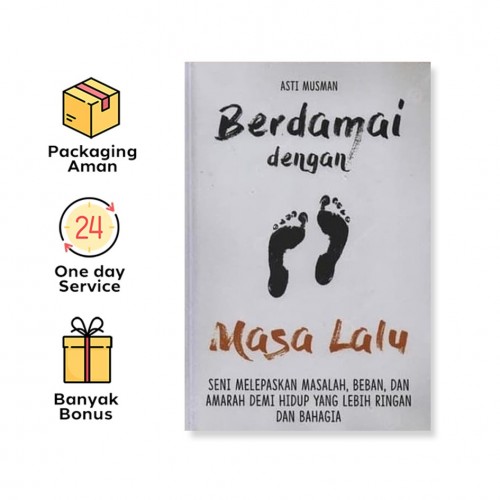 Packaging
Aman
24
One day
Service
Banyak
Bonus
ASTI MUSMAN
Berdamai
dengan
Masa Lalu
SENI MELEPASKAN MASALAH, BEBAN, DAN
AMARAH DEMI HIDUP YANG LEBIH RINGAN
DAN BAHAGIA